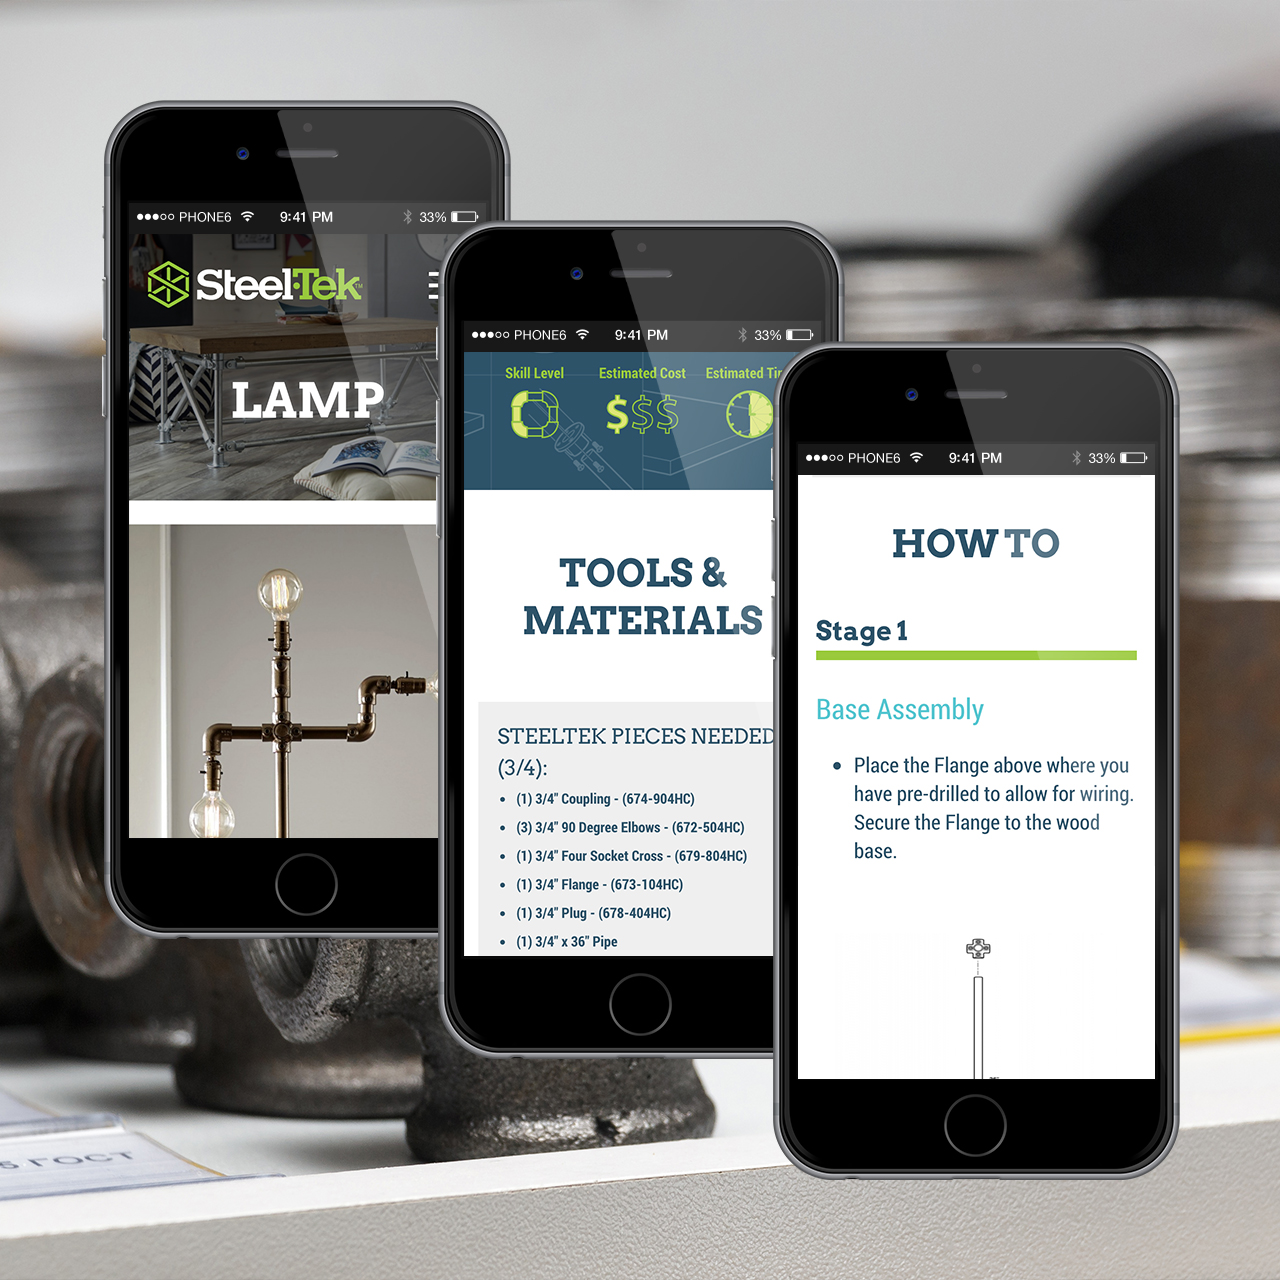 PHONE6
9:41 PM
33%
Steel·Tek™
LAMP
PHONE6
9:41 PM
33%
Skill Level
Estimated Cost
Estimated
$$$
TOOLS &
MATERIALS
STEELTEK PIECES NEEDED
(3/4):
• (1) 3/4" Coupling - (674-904HC)
• (3) 3/4" 90 Degree Elbows - (672-504HC)
• (1) 3/4" Four Socket Cross - (679-804HC)
• (1) 3/4" Flange - (673-104HC)
• (1) 3/4" Plug - (678-404HC)
• (1) 3/4" x 36" Pipe
PHONE6
9:41 PM
33%
HOW TO
Stage 1
Base Assembly
• Place the Flange above where you
have pre-drilled to allow for wiring.
Secure the Flange to the wood
base.
ГОСТ